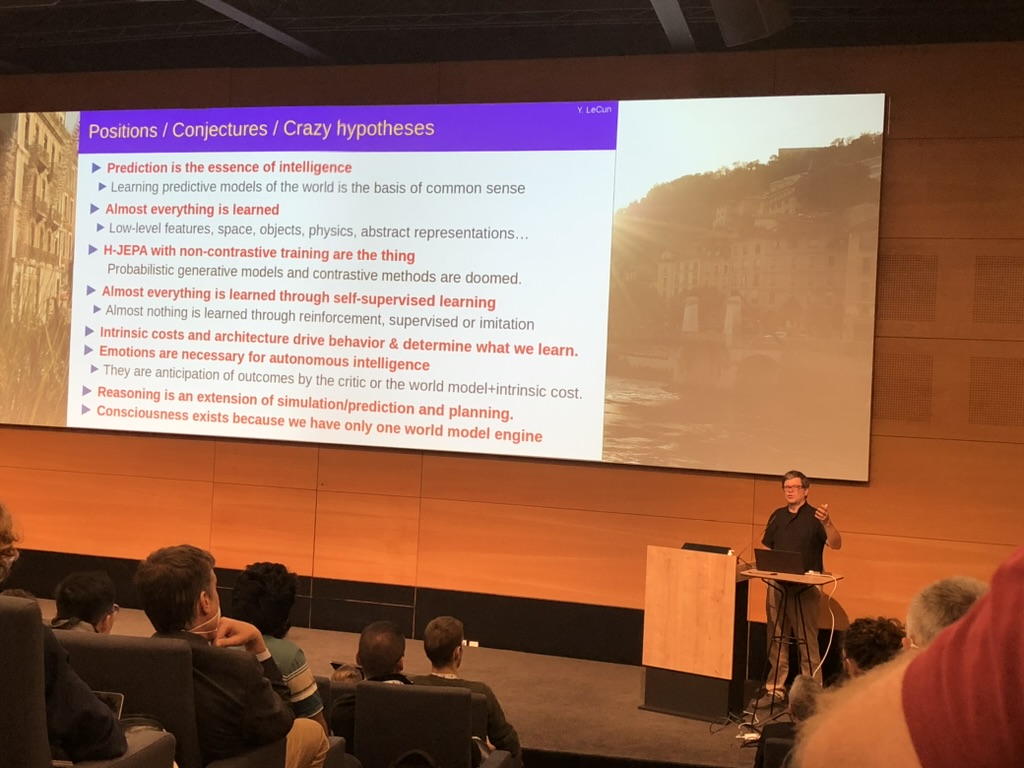 Y. LeCun
Positions / Conjectures / Crazy hypotheses
Prediction is the essence of intelligence
Learning predictive models of the world is the basis of common sense
Almost everything is learned
Low-level features, space, objects, physics, abstract representations…
H-JEPA with non-contrastive training are the thing
Probabilistic generative models and contrastive methods are doomed.
Almost everything is learned through self-supervised learning
Almost nothing is learned through reinforcement, supervised or imitation
Intrinsic costs and architecture drive behavior & determine what we learn.
Emotions are necessary for autonomous intelligence
They are anticipation of outcomes by the critic or the world model+intrinsic cost.
Reasoning is an extension of simulation/prediction and planning.
Consciousness exists because we have only one world model engine